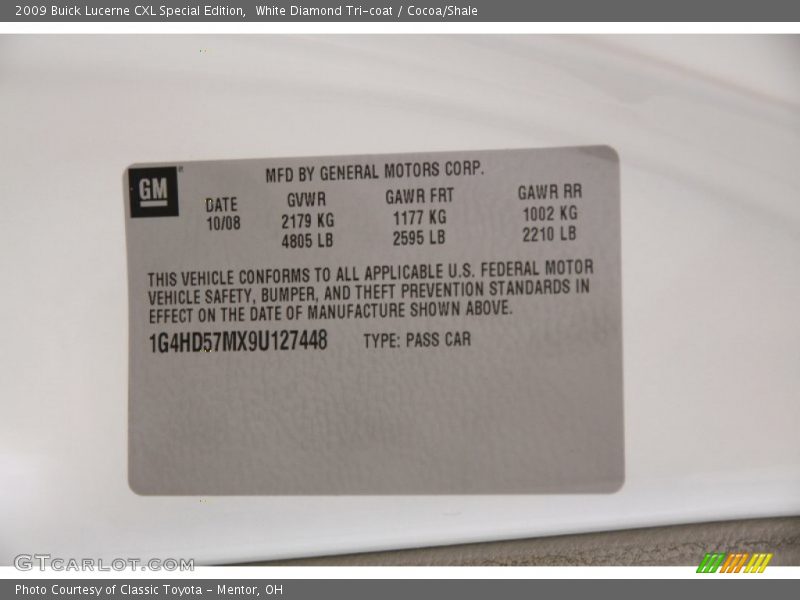 2009 Buick Lucerne CXL Special Edition,  White Diamond Tri-coat / Cocoa/Shale
GM
MFD BY GENERAL MOTORS CORP.
DATE GVWR GAWR FRT GAWR RR
10/08 2179 KG 1177 KG 1002 KG
4805 LB 2595 LB 2210 LB
THIS VEHICLE CONFORMS TO ALL APPLICABLE U.S. FEDERAL MOTOR
VEHICLE SAFETY, BUMPER, AND THEFT PREVENTION STANDARDS IN
EFFECT ON THE DATE OF MANUFACTURE SHOWN ABOVE.
1G4HD57MX9U127448 TYPE: PASS CAR
GTCARLOT.COM
Photo Courtesy of Classic Toyota - Mentor, OH